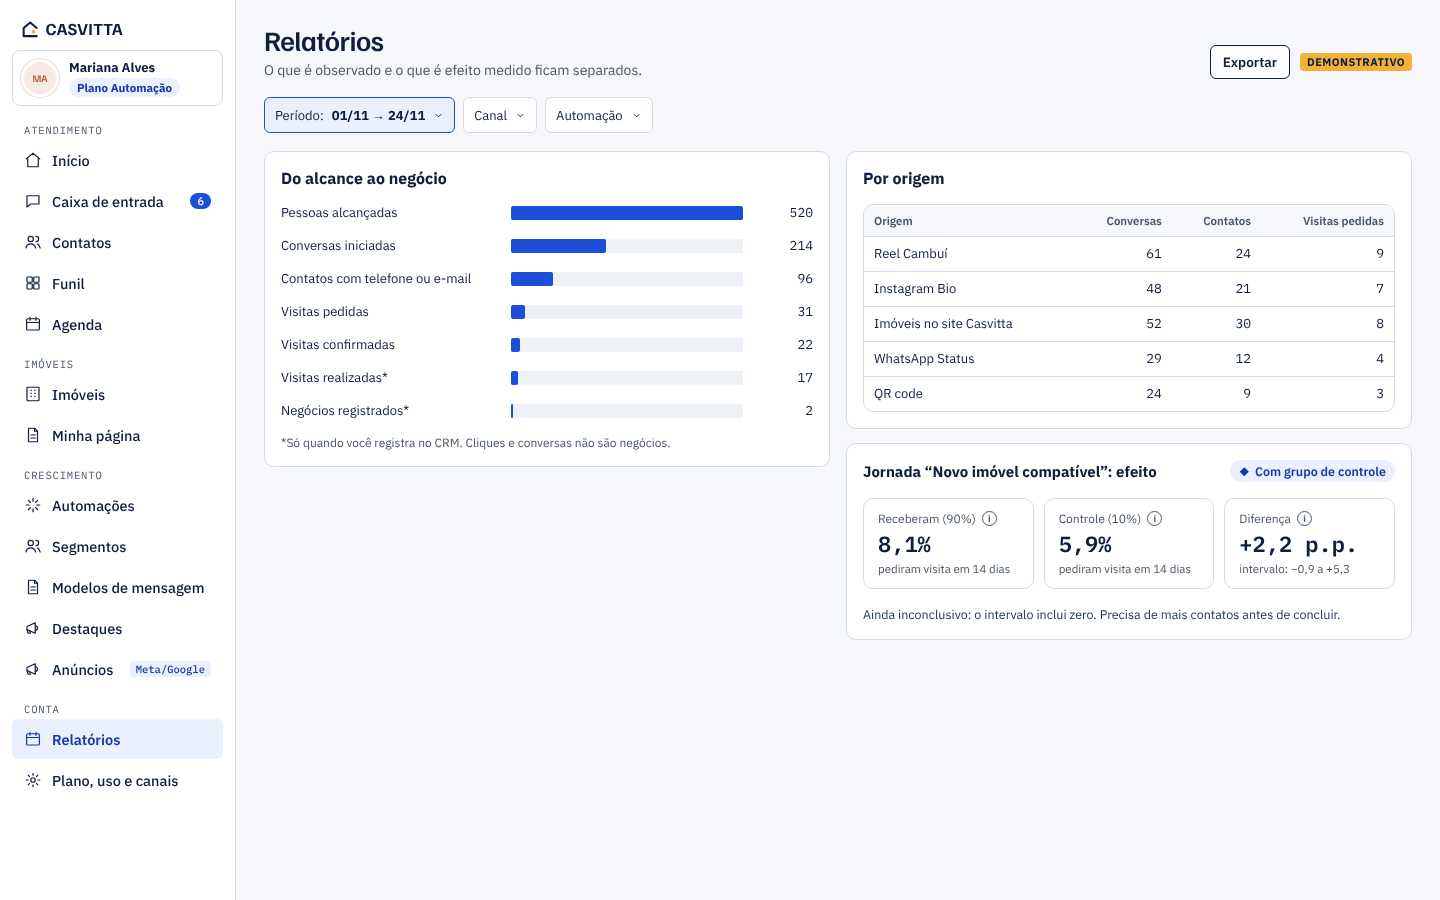 CASVITTA
MA
Mariana Alves
Plano Automação
ATENDIMENTO
Início
Caixa de entrada 6
Contatos
Funil
Agenda
IMÓVEIS
Imóveis
Minha página
CRESCIMENTO
Automações
Segmentos
Modelos de mensagem
Destaques
Anúncios Meta/Google
CONTA
Relatórios
Plano, uso e canais
Relatórios
O que é observado e o que é efeito medido ficam separados.
Exportar
DEMONSTRATIVO
Período: 01/11 → 24/11
Canal
Automação
Do alcance ao negócio
Pessoas alcançadas 520
Conversas iniciadas 214
Contatos com telefone ou e-mail 96
Visitas pedidas 31
Visitas confirmadas 22
Visitas realizadas* 17
Negócios registrados* 2
*Só quando você registra no CRM. Cliques e conversas não são negócios.
Por origem
Origem Conversas Contatos Visitas pedidas
Reel Cambuí 61 24 9
Instagram Bio 48 21 7
Imóveis no site Casvitta 52 30 8
WhatsApp Status 29 12 4
QR code 24 9 3
Jornada “Novo imóvel compatível”: efeito
◆ Com grupo de controle
Receberam (90%) i
8,1%
pediram visita em 14 dias
Controle (10%) i
5,9%
pediram visita em 14 dias
Diferença i
+2,2 p.p.
intervalo: −0,9 a +5,3
Ainda inconclusivo: o intervalo inclui zero. Precisa de mais contatos antes de concluir.